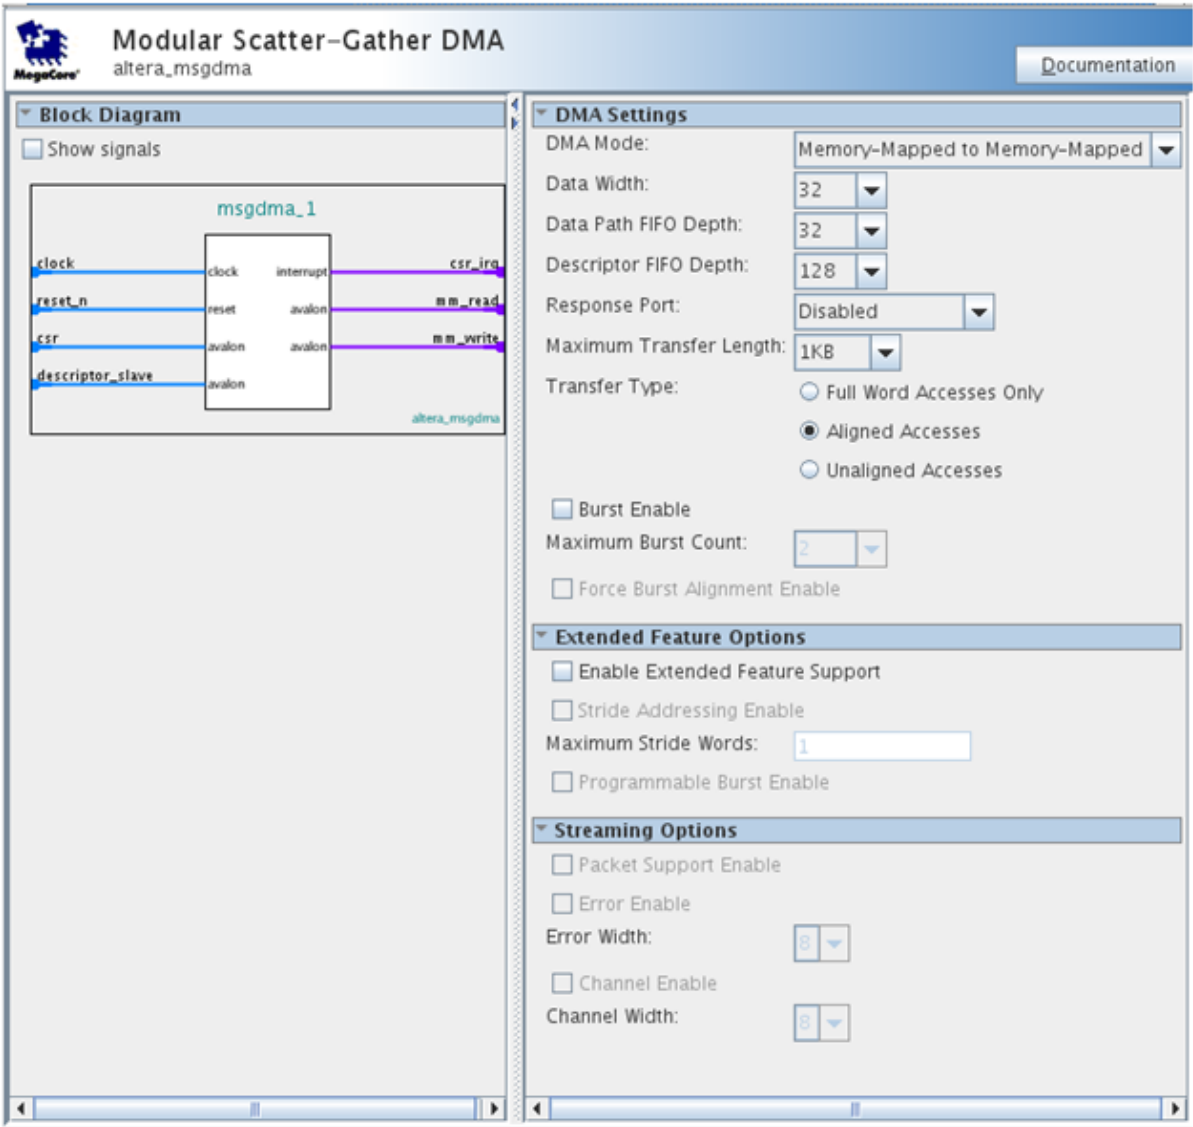 Modular Scatter-Gather DMA
altera_msgdma
MegaCore®
Documentation
Block Diagram
Show signals
msgdma_1
clock
clock
interrupt
csr_irq
reset_n
reset
avalon
mm_read
csr
avalon
avalon
mm_write
descriptor_slave
avalon
altera_msgdma
DMA Settings
DMA Mode: Memory-Mapped to Memory-Mapped
Data Width: 32
Data Path FIFO Depth: 32
Descriptor FIFO Depth: 128
Response Port: Disabled
Maximum Transfer Length: 1KB
Transfer Type: Full Word Accesses Only
Aligned Accesses
Unaligned Accesses
Burst Enable
Maximum Burst Count: 2
Force Burst Alignment Enable
Extended Feature Options
Enable Extended Feature Support
Stride Addressing Enable
Maximum Stride Words: 1
Programmable Burst Enable
Streaming Options
Packet Support Enable
Error Enable
Error Width: 8
Channel Enable
Channel Width: 8